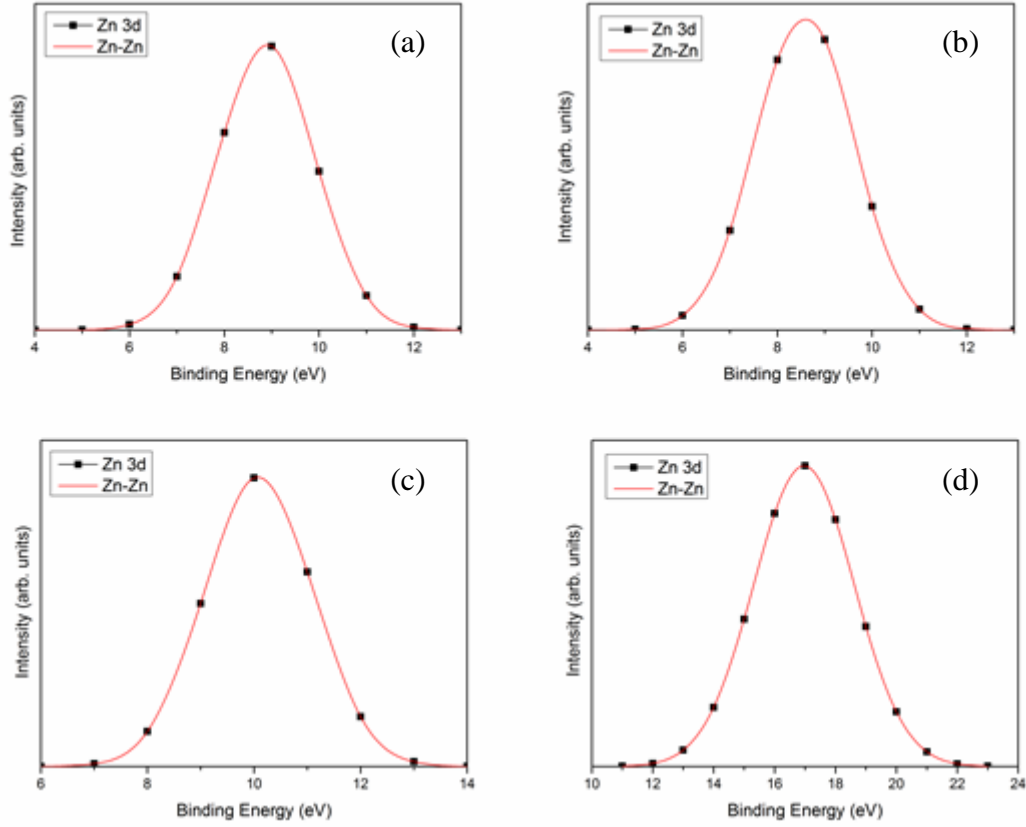 Zn 3d
Zn-Zn
(a)
Intensity (arb. units)
4 6 8 10 12
Binding Energy (eV)
Zn 3d
Zn-Zn
(b)
Intensity (arb. units)
4 6 8 10 12
Binding Energy (eV)
Zn 3d
Zn-Zn
(c)
Intensity (arb. units)
6 8 10 12 14
Binding Energy (eV)
Zn 3d
Zn-Zn
(d)
Intensity (arb. units)
10 12 14 16 18 20 22 24
Binding Energy (eV)